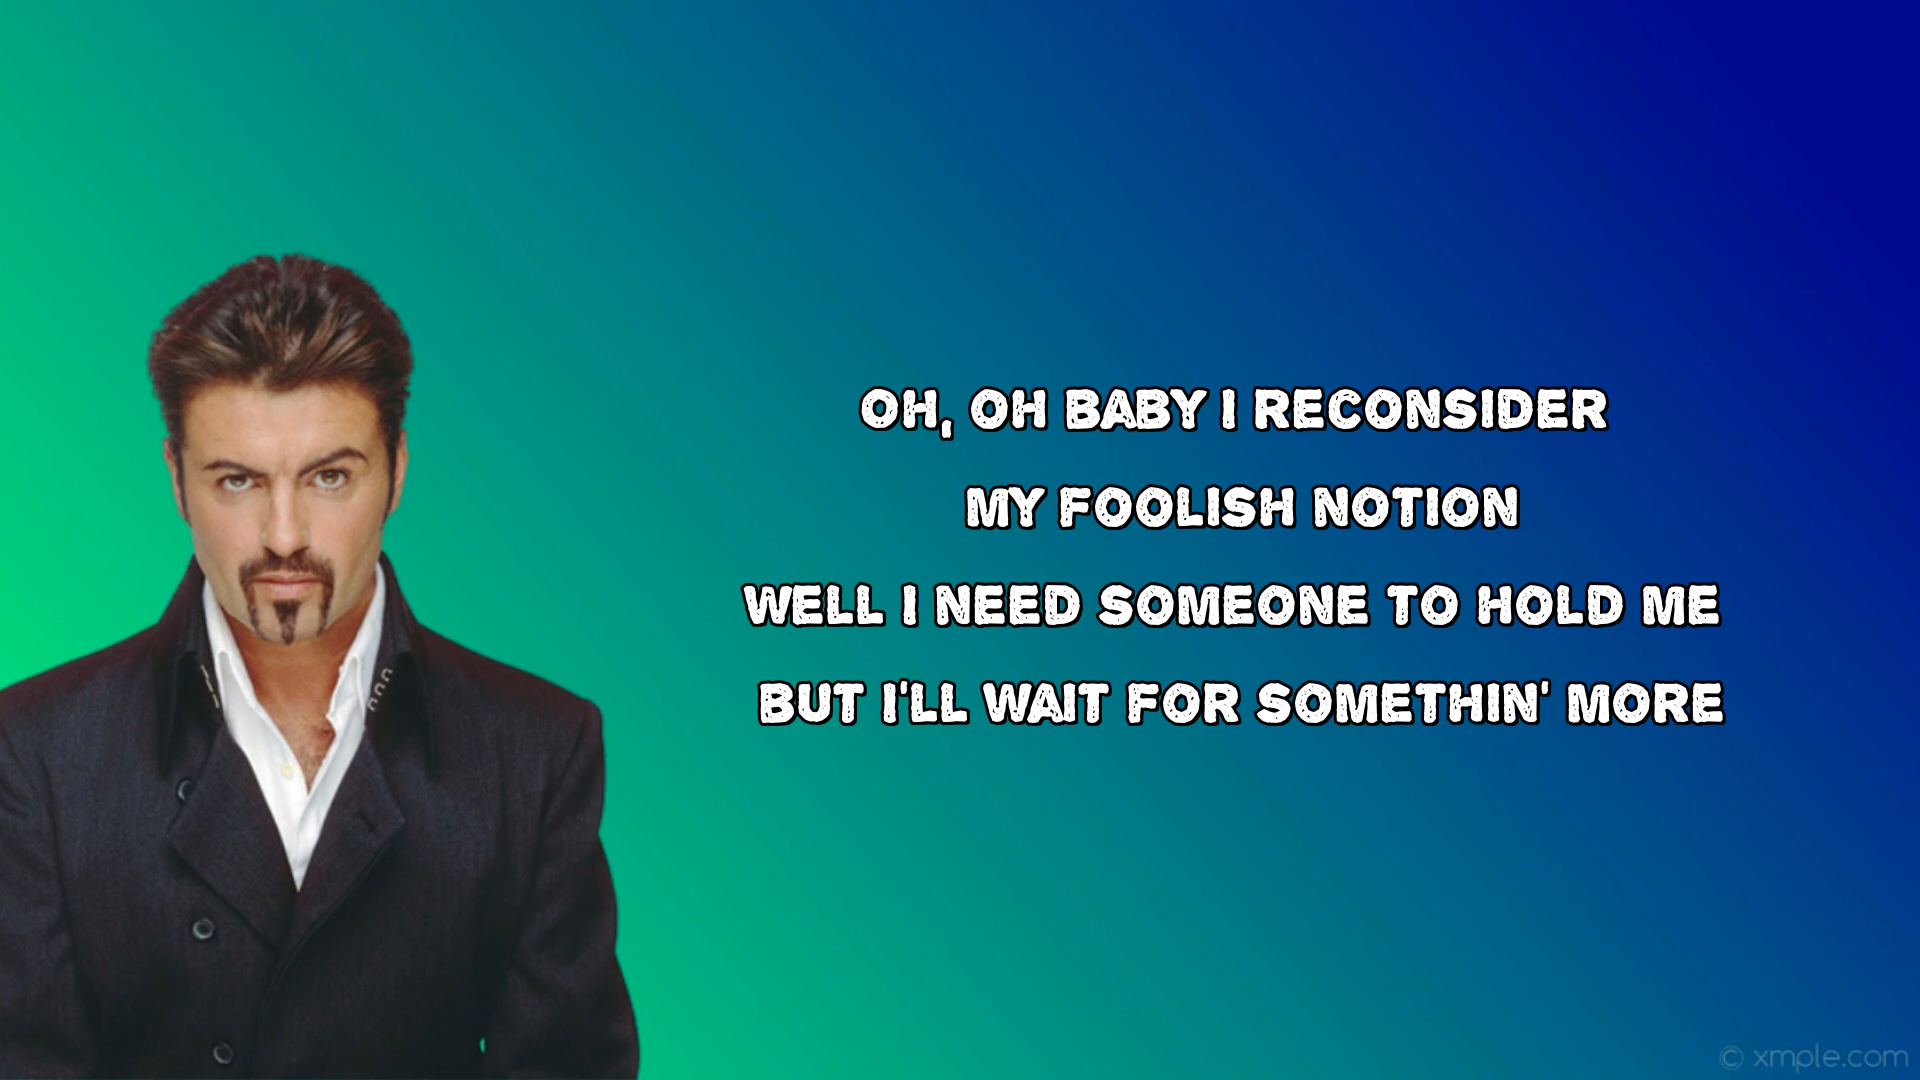 OH, OH BABY I RECONSIDER
MY FOOLISH NOTION
WELL I NEED SOMEONE TO HOLD ME
BUT I'LL WAIT FOR SOMETHIN' MORE
© xmple.com